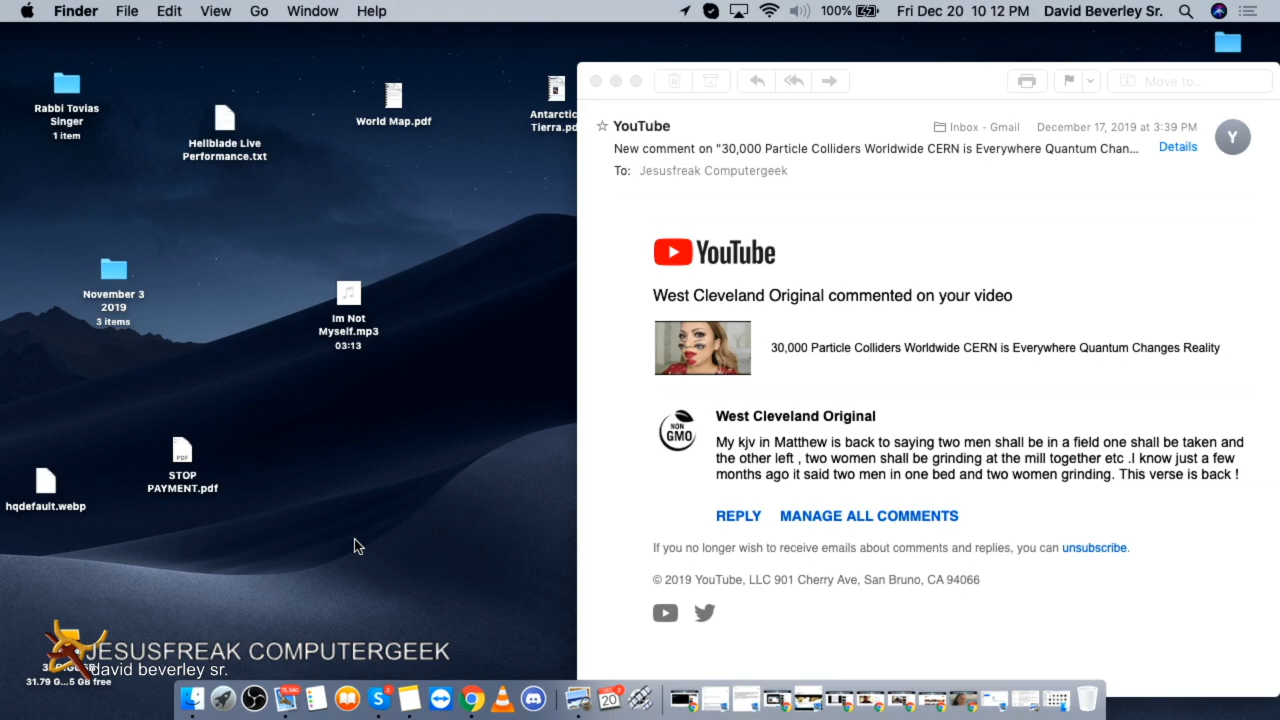 Finder File Edit View Go Window Help 100% Fri Dec 20 10 12 PM David Beverley Sr.
Rabbi Tovias
Singer
1 item
Hellblade Live
Performance.txt
World Map.pdf
Antarctic
Tierra.pd
November 3
2019
3 items
Im Not
Myself.mp3
03:13
STOP
PAYMENT.pdf
PDF
hqdefault.webp
JESUSFREAK COMPUTERGEEK
david beverley sr.
31.79 G...5 GB free
Move to...
YouTube Inbox - Gmail December 17, 2019 at 3:39 PM Y
New comment on "30,000 Particle Colliders Worldwide CERN is Everywhere Quantum Chan... Details
To: Jesusfreak Computergeek
YouTube
West Cleveland Original commented on your video
30,000 Particle Colliders Worldwide CERN is Everywhere Quantum Changes Reality
NON
GMO
West Cleveland Original
My kjv in Matthew is back to saying two men shall be in a field one shall be taken and
the other left , two women shall be grinding at the mill together etc .I know just a few
months ago it said two men in one bed and two women grinding. This verse is back !
REPLY MANAGE ALL COMMENTS
If you no longer wish to receive emails about comments and replies, you can unsubscribe.
© 2019 YouTube, LLC 901 Cherry Ave, San Bruno, CA 94066
DEC
20